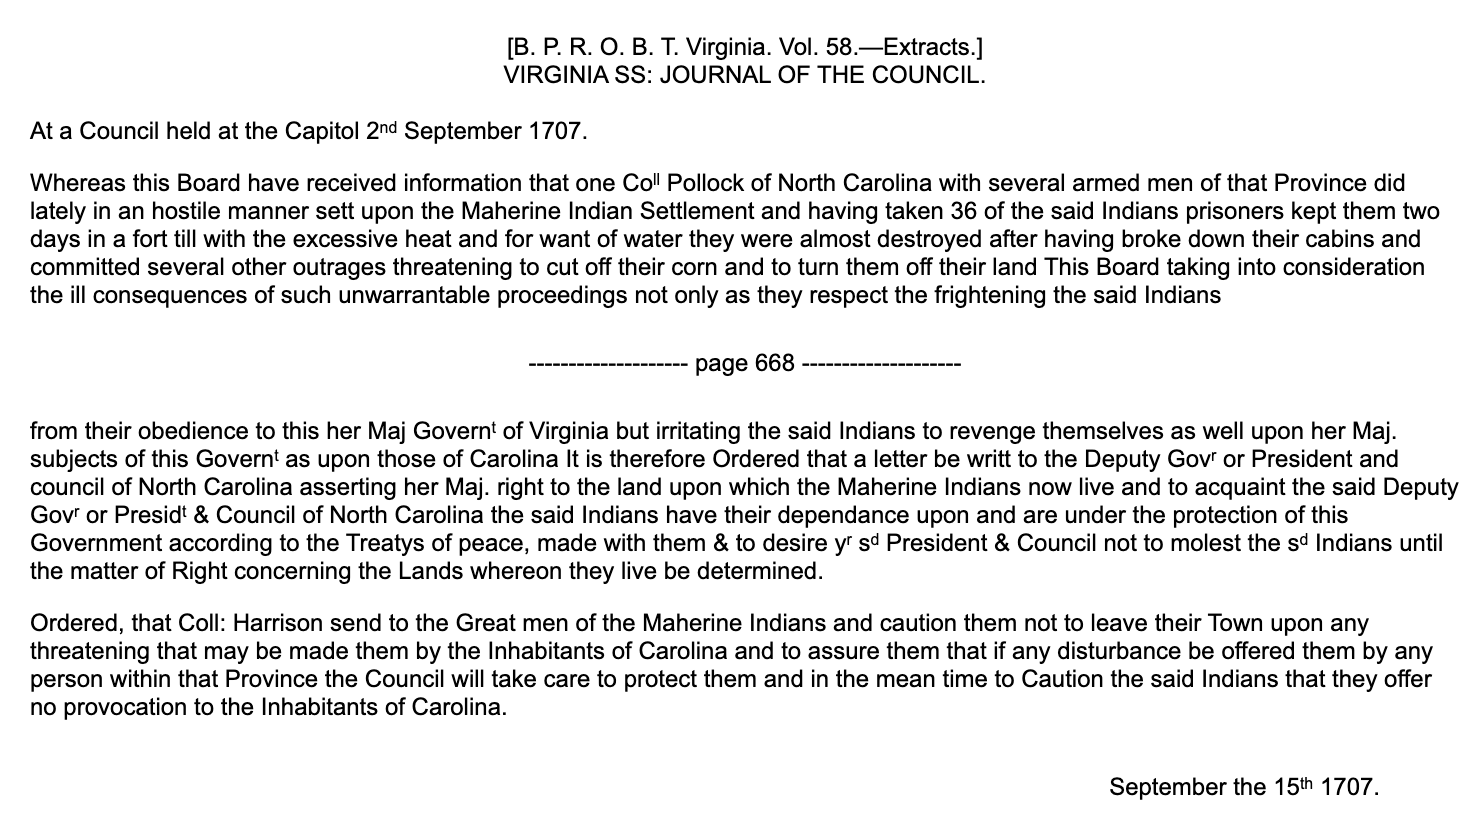 [B. P. R. O. B. T. Virginia. Vol. 58.—Extracts.]
VIRGINIA SS: JOURNAL OF THE COUNCIL.
At a Council held at the Capitol 2nd September 1707.
Whereas this Board have received information that one Coll Pollock of North Carolina with several armed men of that Province did
lately in an hostile manner sett upon the Maherine Indian Settlement and having taken 36 of the said Indians prisoners kept them two
days in a fort till with the excessive heat and for want of water they were almost destroyed after having broke down their cabins and
committed several other outrages threatening to cut off their corn and to turn them off their land This Board taking into consideration
the ill consequences of such unwarrantable proceedings not only as they respect the frightening the said Indians
-------------------- page 668 --------------------
from their obedience to this her Maj Governt of Virginia but irritating the said Indians to revenge themselves as well upon her Maj.
subjects of this Governt as upon those of Carolina It is therefore Ordered that a letter be writt to the Deputy Govr or President and
council of North Carolina asserting her Maj. right to the land upon which the Maherine Indians now live and to acquaint the said Deputy
Govr or Presidt & Council of North Carolina the said Indians have their dependance upon and are under the protection of this
Government according to the Treatys of peace, made with them & to desire yr sd President & Council not to molest the sd Indians until
the matter of Right concerning the Lands whereon they live be determined.
Ordered, that Coll: Harrison send to the Great men of the Maherine Indians and caution them not to leave their Town upon any
threatening that may be made them by the Inhabitants of Carolina and to assure them that if any disturbance be offered them by any
person within that Province the Council will take care to protect them and in the mean time to Caution the said Indians that they offer
no provocation to the Inhabitants of Carolina.
September the 15th 1707.